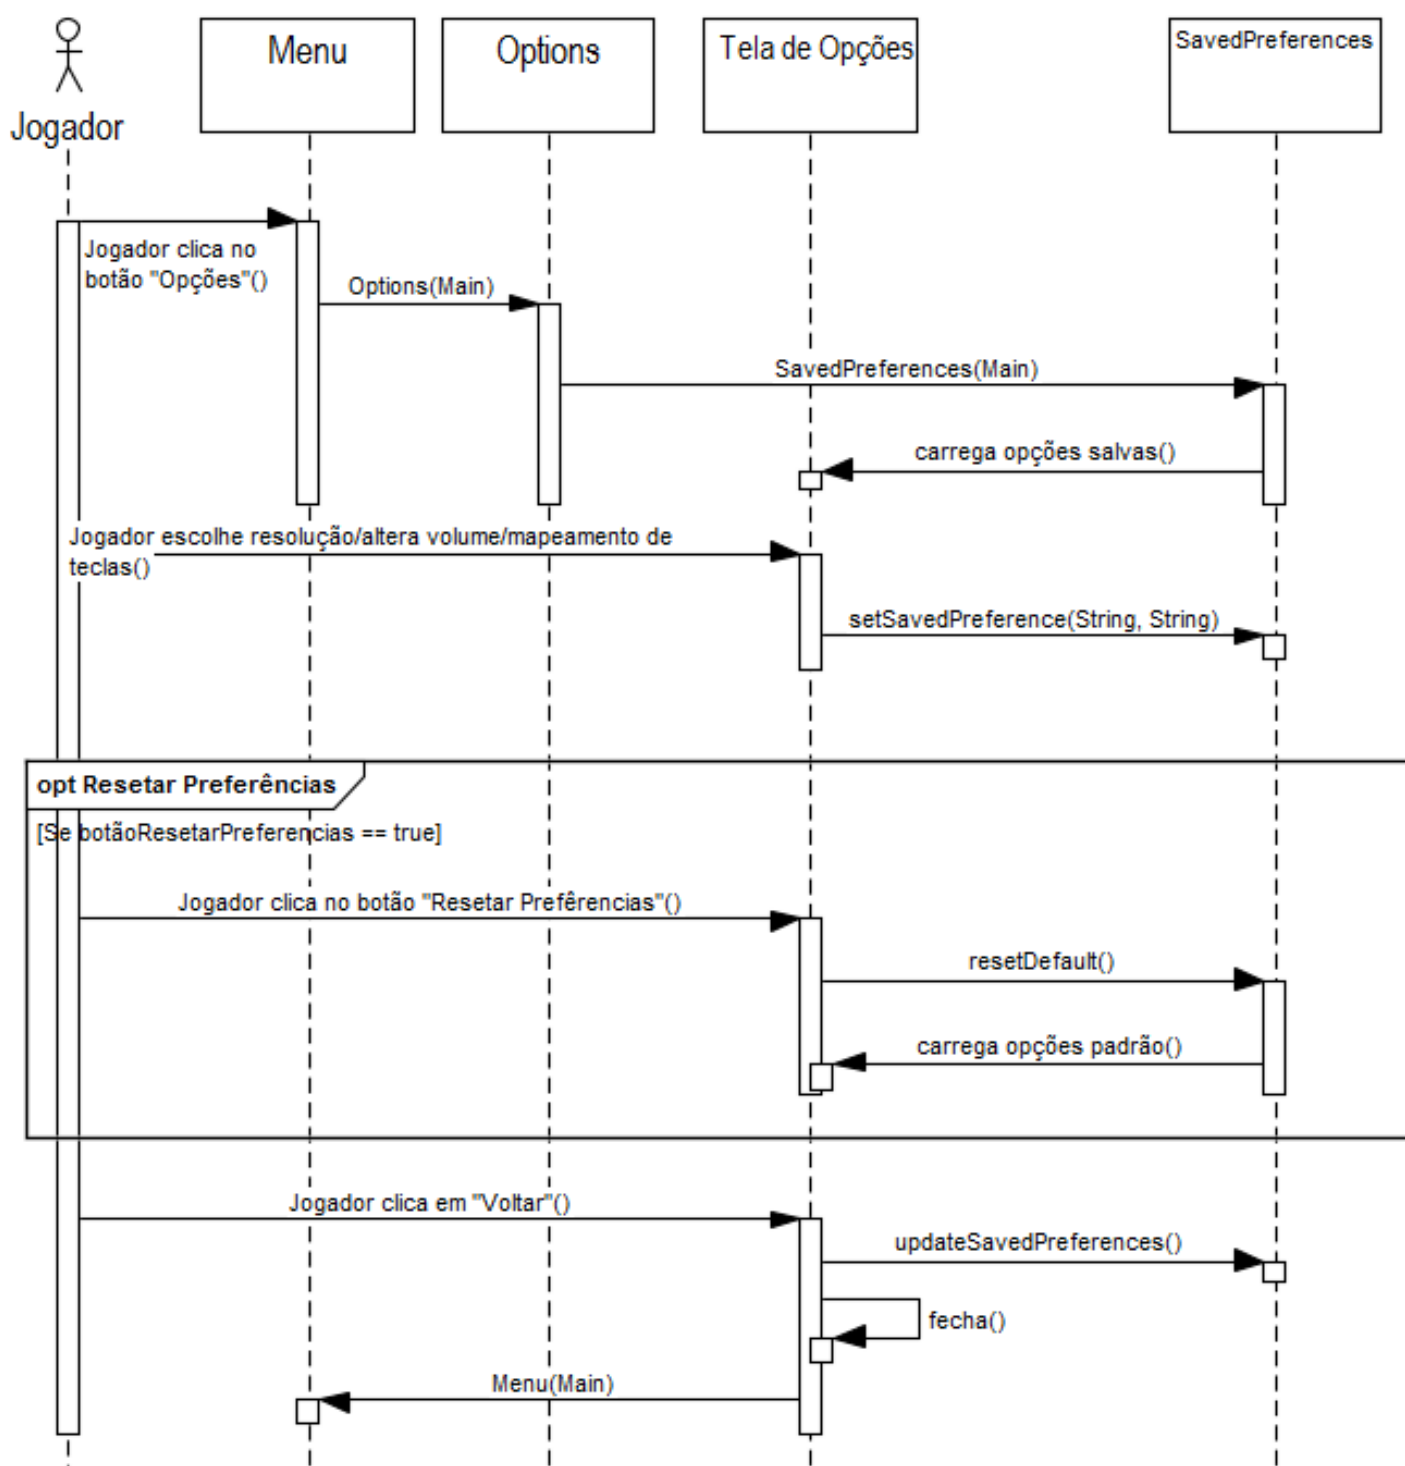 Jogador
Menu
Options
Tela de Opções
SavedPreferences
Jogador clica no
botão "Opções"()
Options(Main)
SavedPreferences(Main)
carrega opções salvas()
Jogador escolhe resolução/altera volume/mapeamento de
teclas()
setSavedPreference(String, String)
opt Resetar Preferências
[Se botãoResetarPreferencias == true]
Jogador clica no botão "Resetar Prefêrencias"()
resetDefault()
carrega opções padrão()
Jogador clica em "Voltar"()
updateSavedPreferences()
fecha()
Menu(Main)